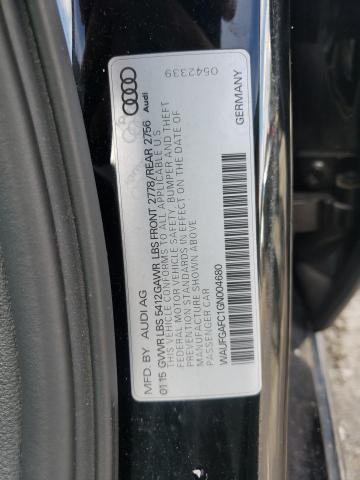 MFD. BY AUDI AG
01 15 GVWR LBS 5412 GAWR LBS FRONT 2778/REAR 2756
THIS VEHICLE CONFORMS TO ALL APPLICABLE U S
FEDERAL MOTOR VEHICLE SAFETY, BUMPER AND THEFT
PREVENTION STANDARDS IN EFFECT ON THE DATE OF
MANUFACTURE SHOWN ABOVE
PASSENGER CAR
WAUFGAFC1GN004680
Audi
0542339
GERMANY